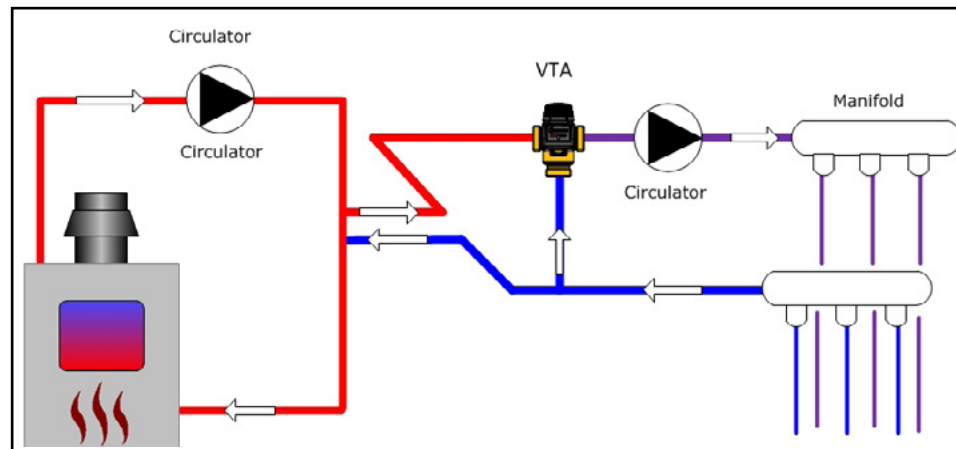 Circulator
Circulator
VTA
Circulator
Manifold